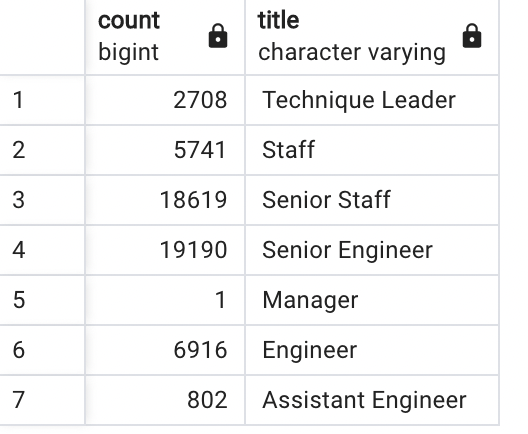 count title
bigint character varying
1 2708 Technique Leader
2 5741 Staff
3 18619 Senior Staff
4 19190 Senior Engineer
5 1 Manager
6 6916 Engineer
7 802 Assistant Engineer